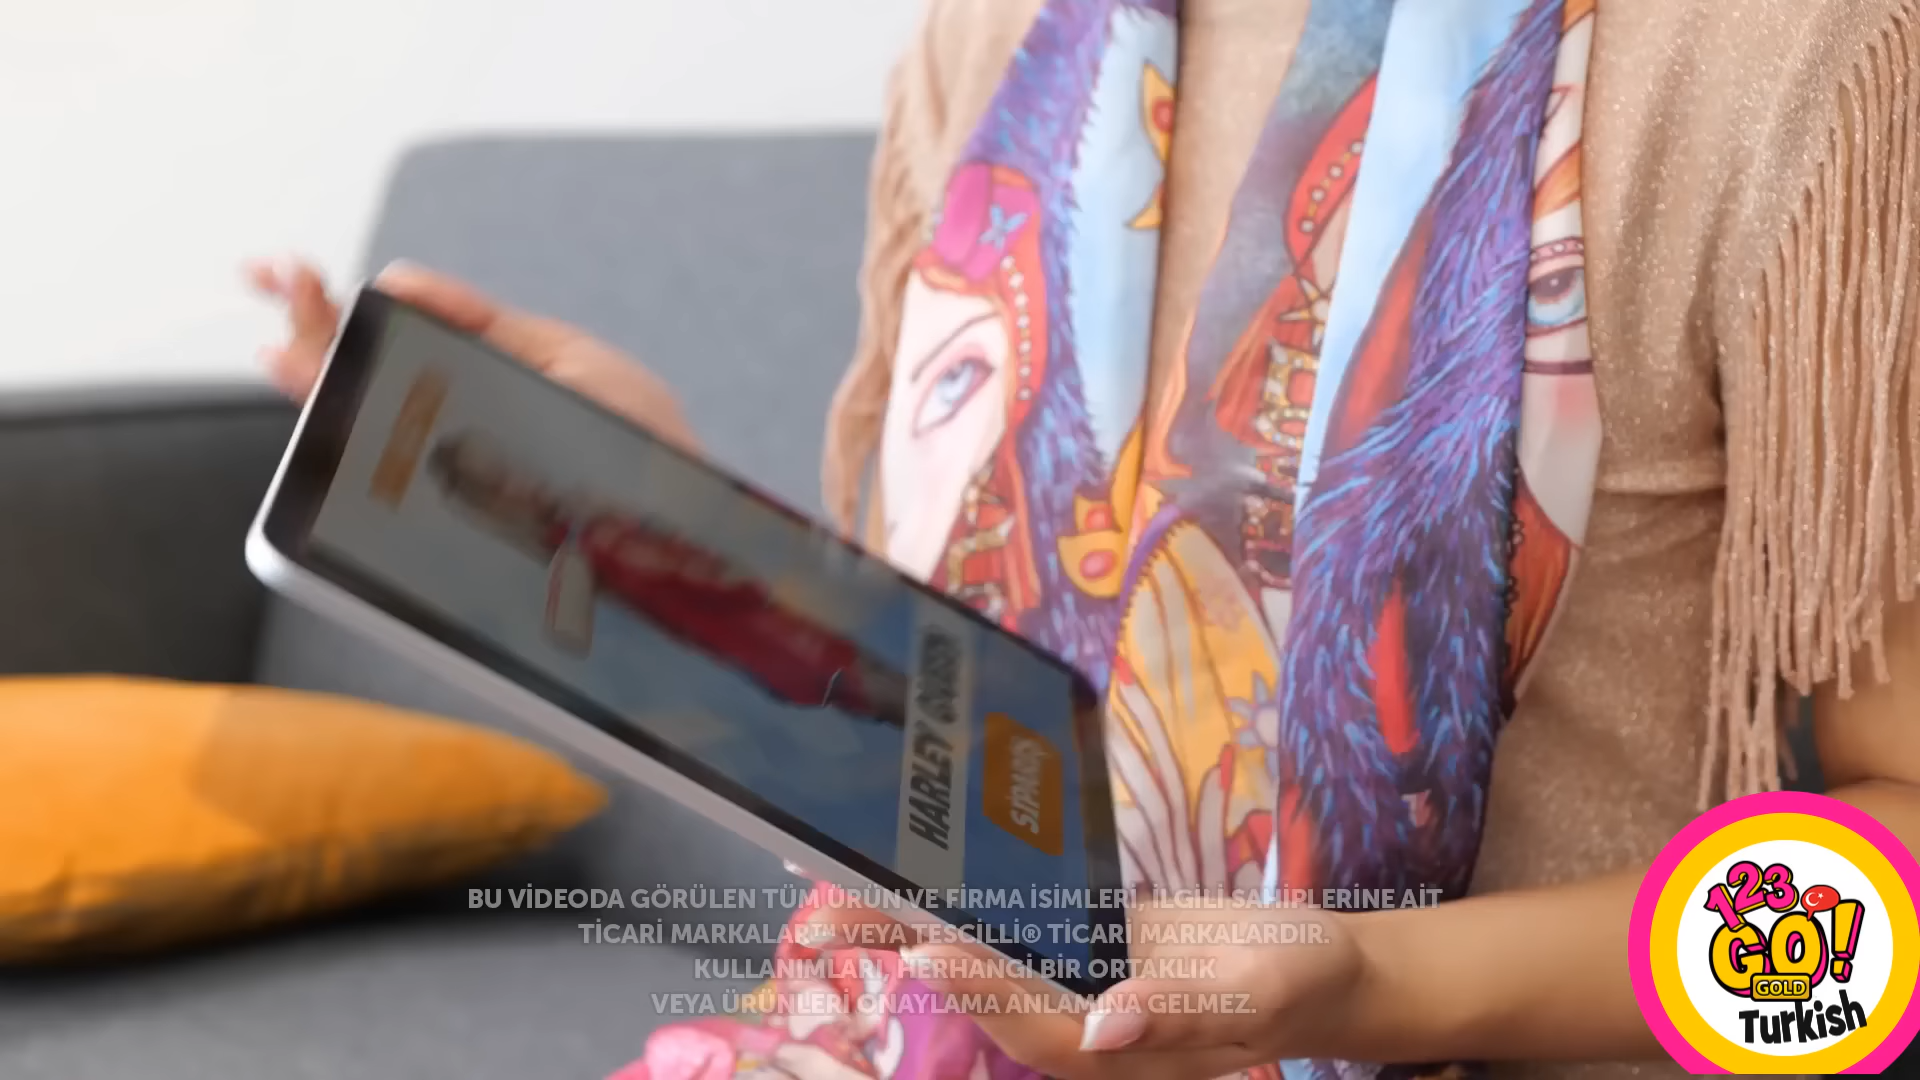 HARLEY QUINN
SİPARİŞ
BU VİDEODA GÖRÜLEN TÜM ÜRÜN VE FİRMA İSİMLERİ, İLGİLİ SAHİPLERİNE AİT
TİCARİ MARKALAR™ VEYA TESCİLLİ® TİCARİ MARKALARDIR.
KULLANIMLARI, HERHANGİ BİR ORTAKLIK
VEYA ÜRÜNLERİ ONAYLAMA ANLAMINA GELMEZ.
123
GO!
GOLD
Turkish